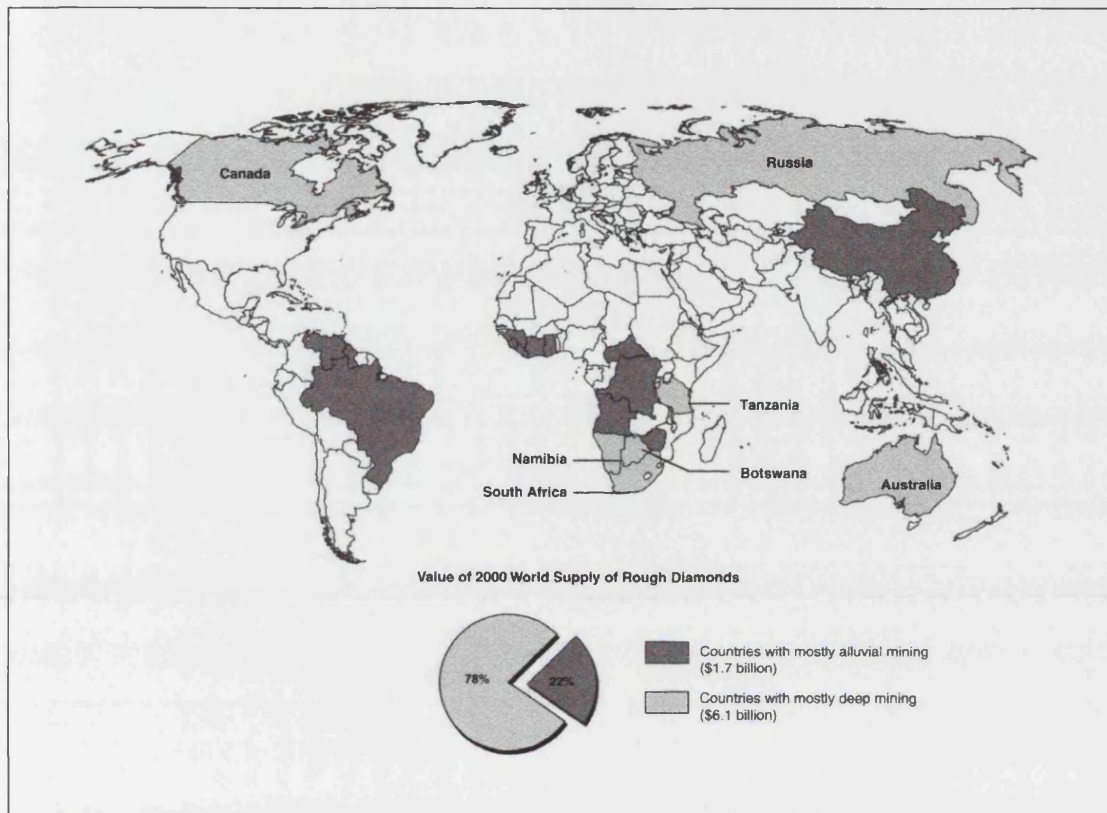 Canada
Russia
Tanzania
Namibia
Botswana
South Africa
Australia
Value of 2000 World Supply of Rough Diamonds
78%
22%
Countries with mostly alluvial mining
($1.7 billion)
Countries with mostly deep mining
($6.1 billion)